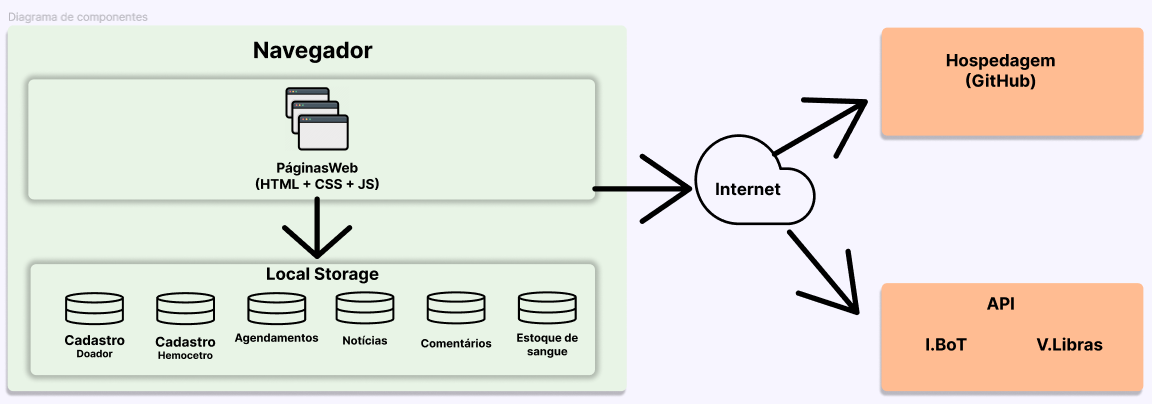 Diagrama de componentes
Navegador
PáginasWeb
(HTML + CSS + JS)
Local Storage
Cadastro
Doador
Cadastro
Hemocetro
Agendamentos
Notícias
Comentários
Estoque de
sangue
Internet
Hospedagem
(GitHub)
API
I.BoT
V.Libras